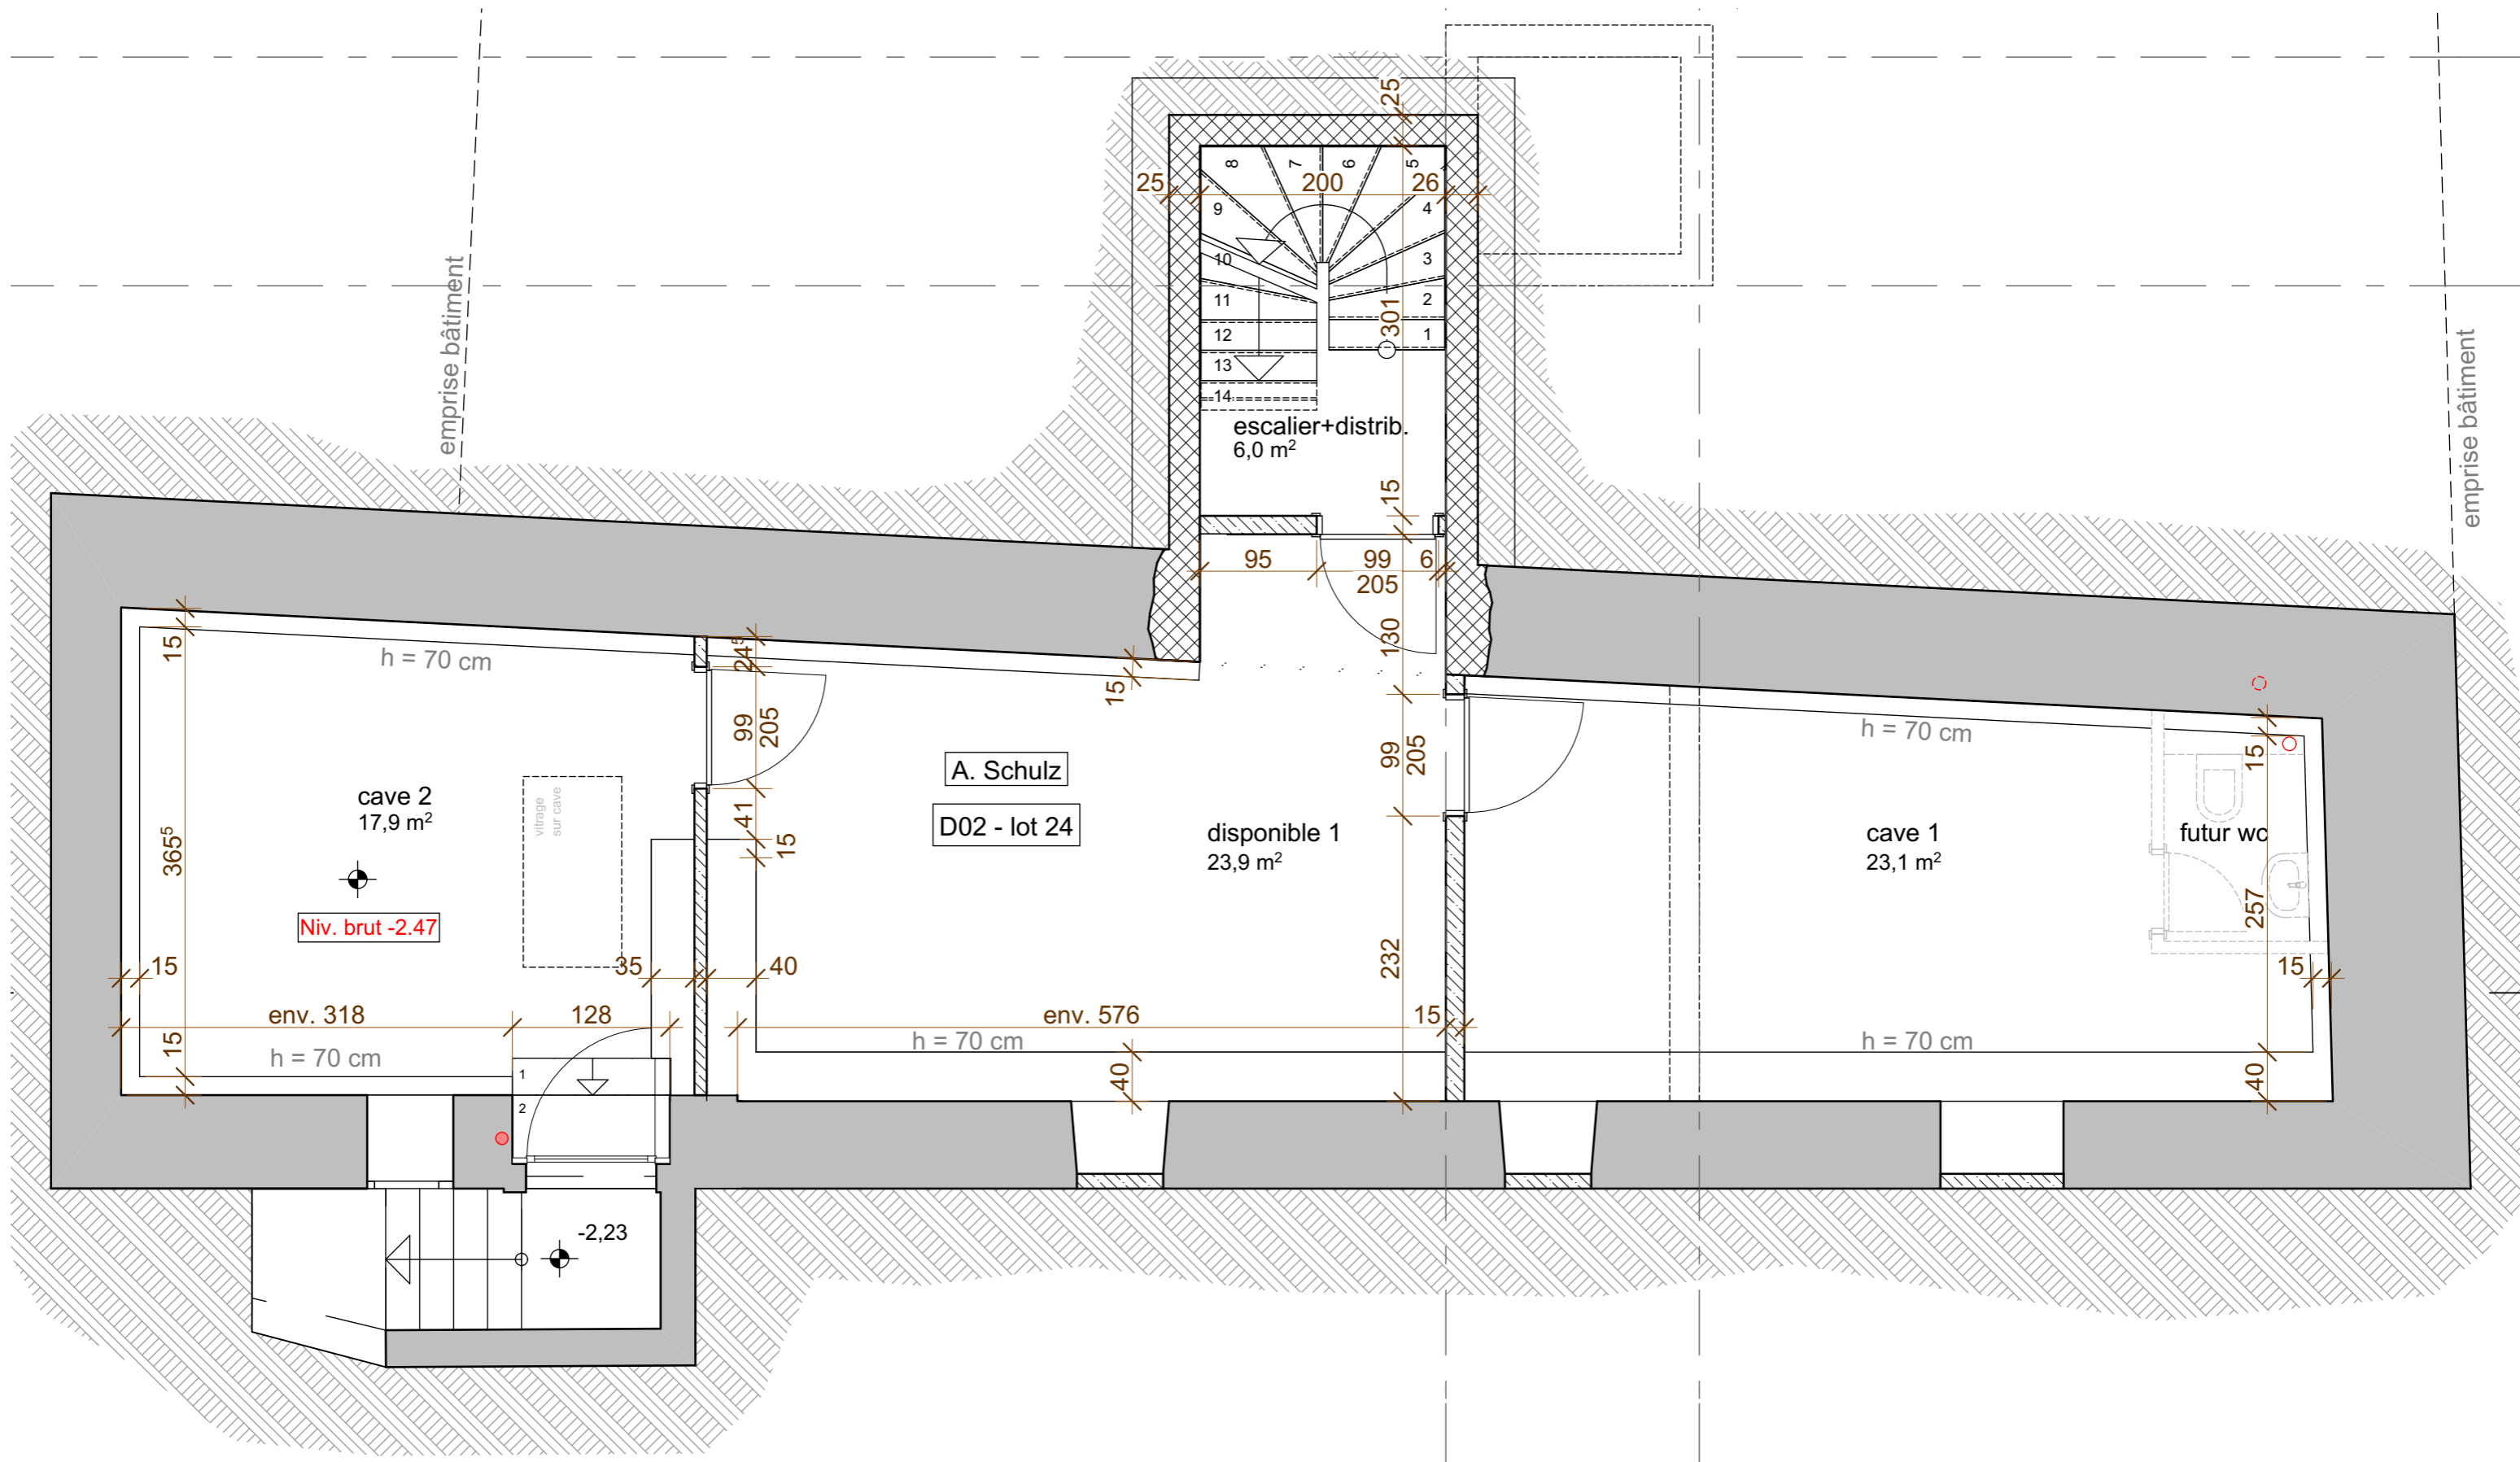 25
8
7
6
5
25
200
26
9
4
10
3
11
2
301
12
1
13
14
emprise bâtiment
emprise bâtiment
escalier+distrib.
6,0 m²
15
95
99
6
205
130
15
h = 70 cm
24⁵
15
99
205
99
205
h = 70 cm
15
A. Schulz
D02 - lot 24
cave 2
17,9 m²
vitrage
sur cave
41
15
disponible 1
23,9 m²
cave 1
23,1 m²
futur wc
365⁵
Niv. brut -2.47
257
15
35
40
232
15
env. 318
128
env. 576
15
15
h = 70 cm
h = 70 cm
h = 70 cm
1
2
40
40
-2,23